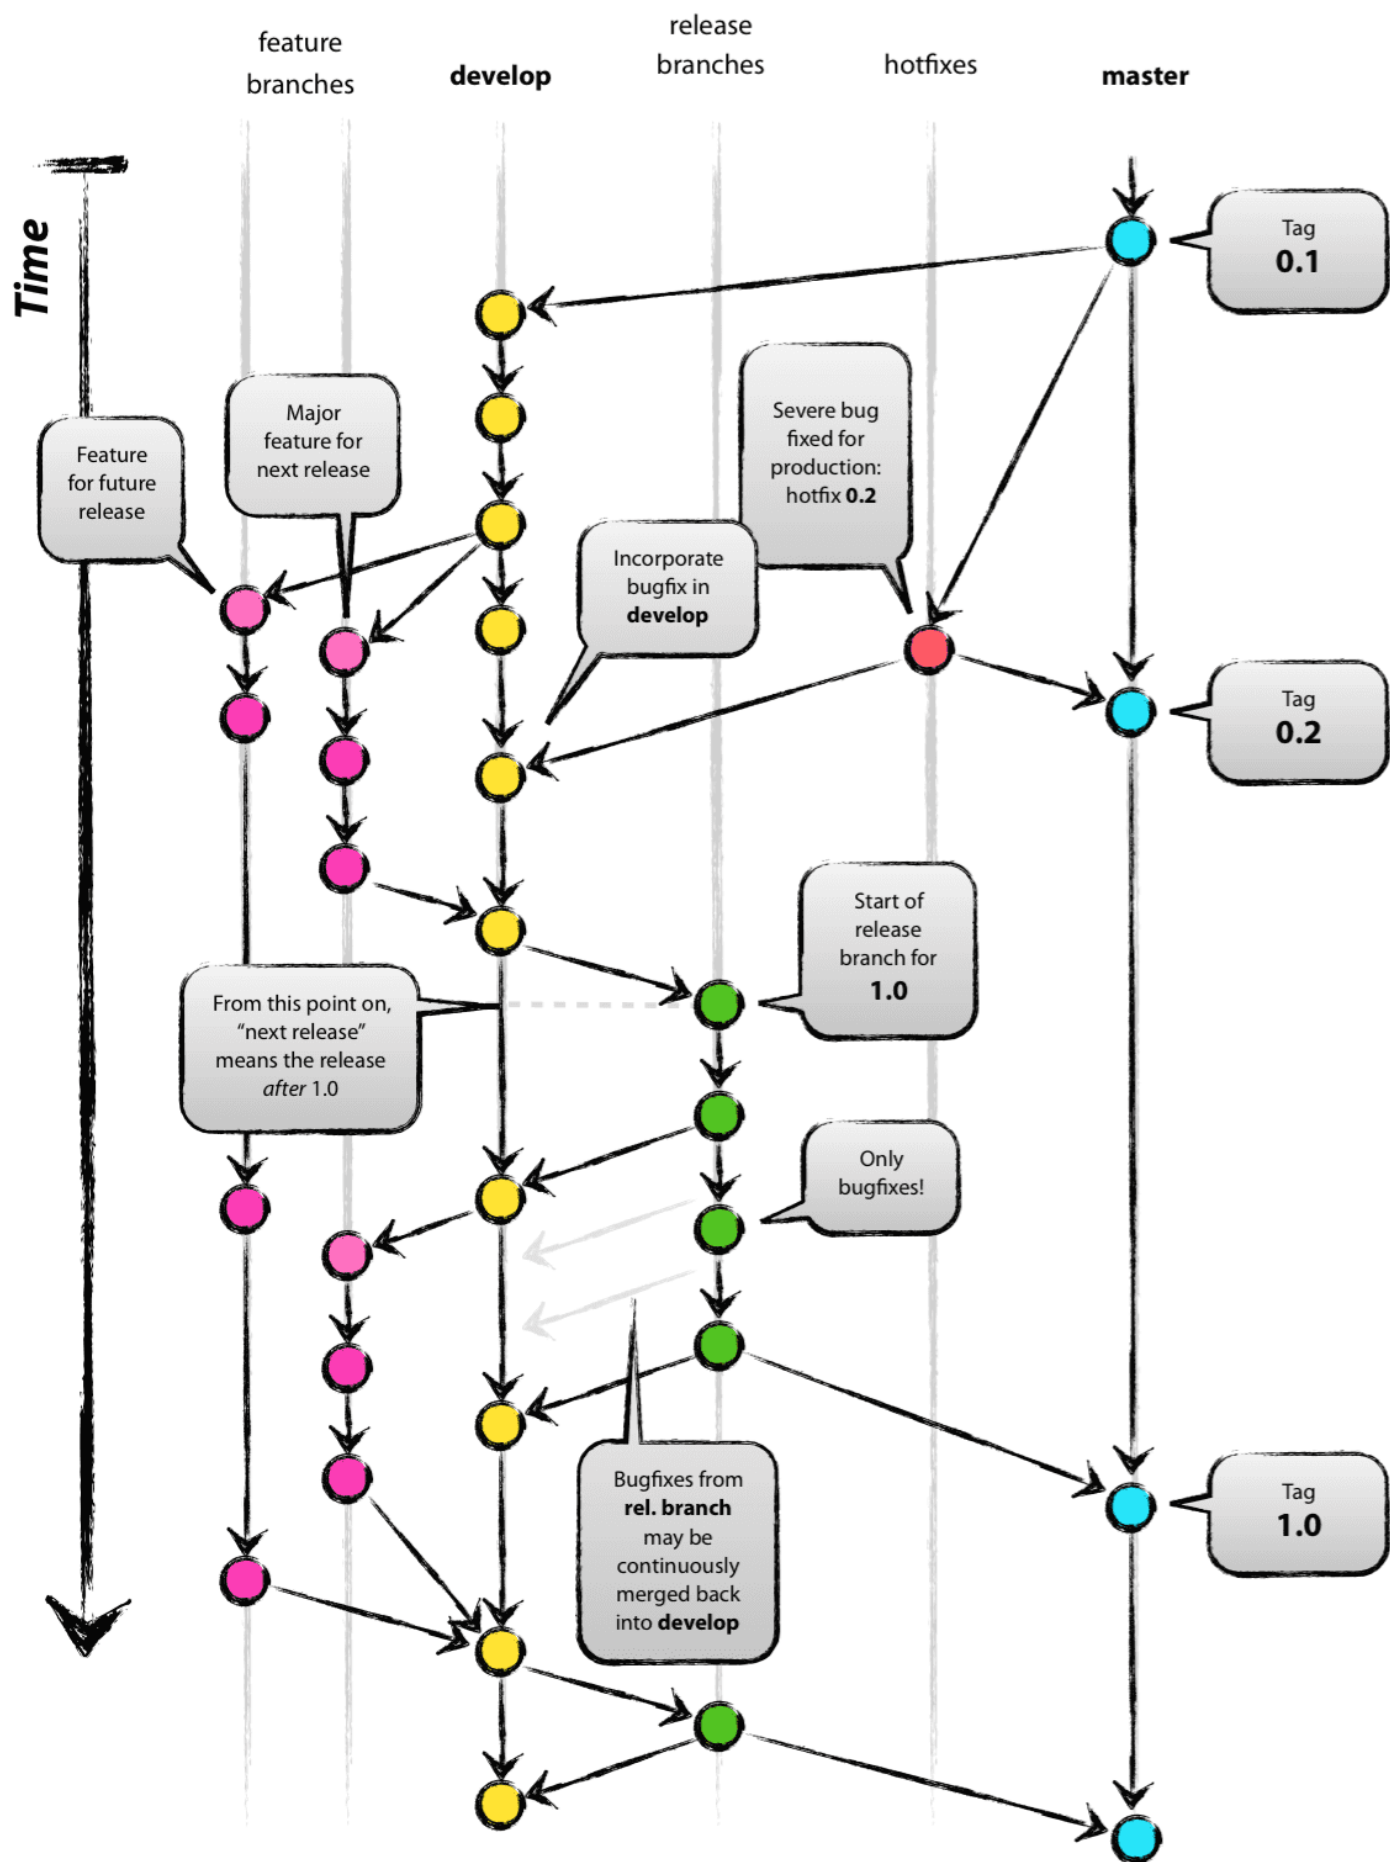 feature
branches
develop
release
branches
hotfixes
master
Time
Tag
0.1
Feature
for future
release
Major
feature for
next release
Severe bug
fixed for
production:
hotfix 0.2
Incorporate
bugfix in
develop
Tag
0.2
Start of
release
branch for
1.0
From this point on,
“next release”
means the release
after 1.0
Only
bugfixes!
Bugfixes from
rel. branch
may be
continuously
merged back
into develop
Tag
1.0